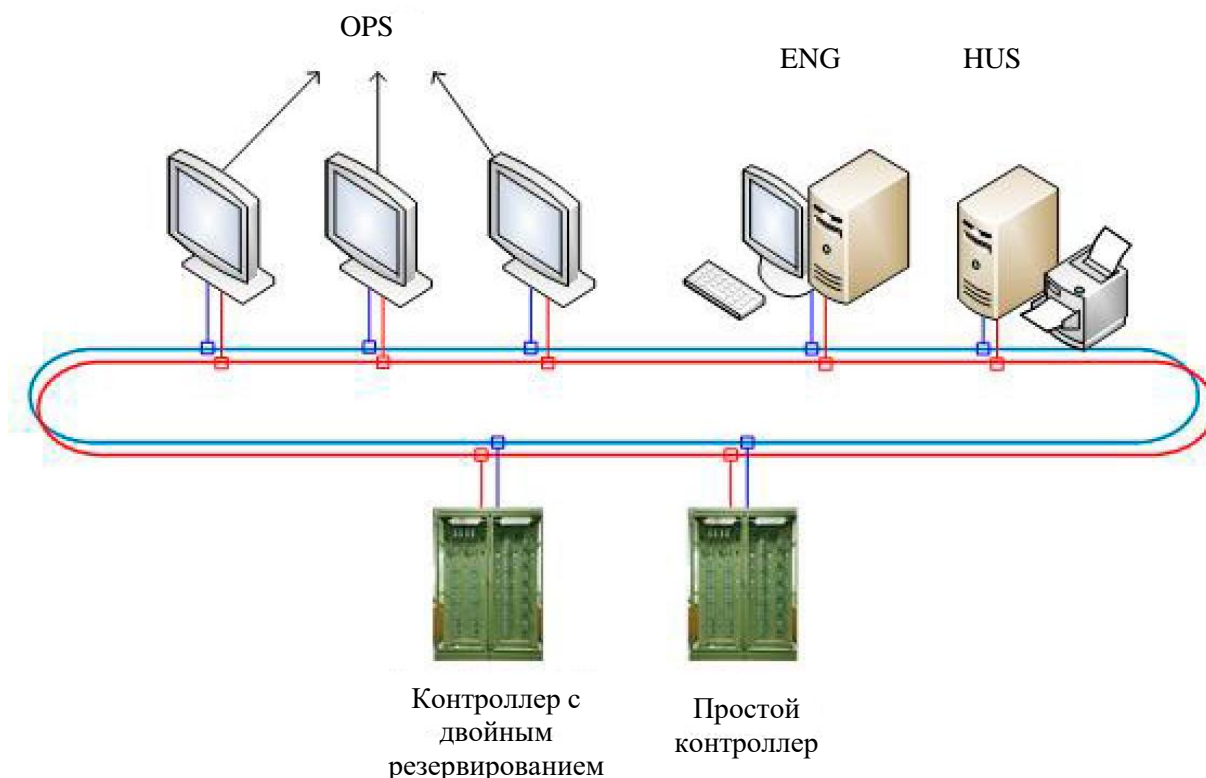 OPS
ENG
HUS
Контроллер с
двойным
резервированием
Простой
контроллер